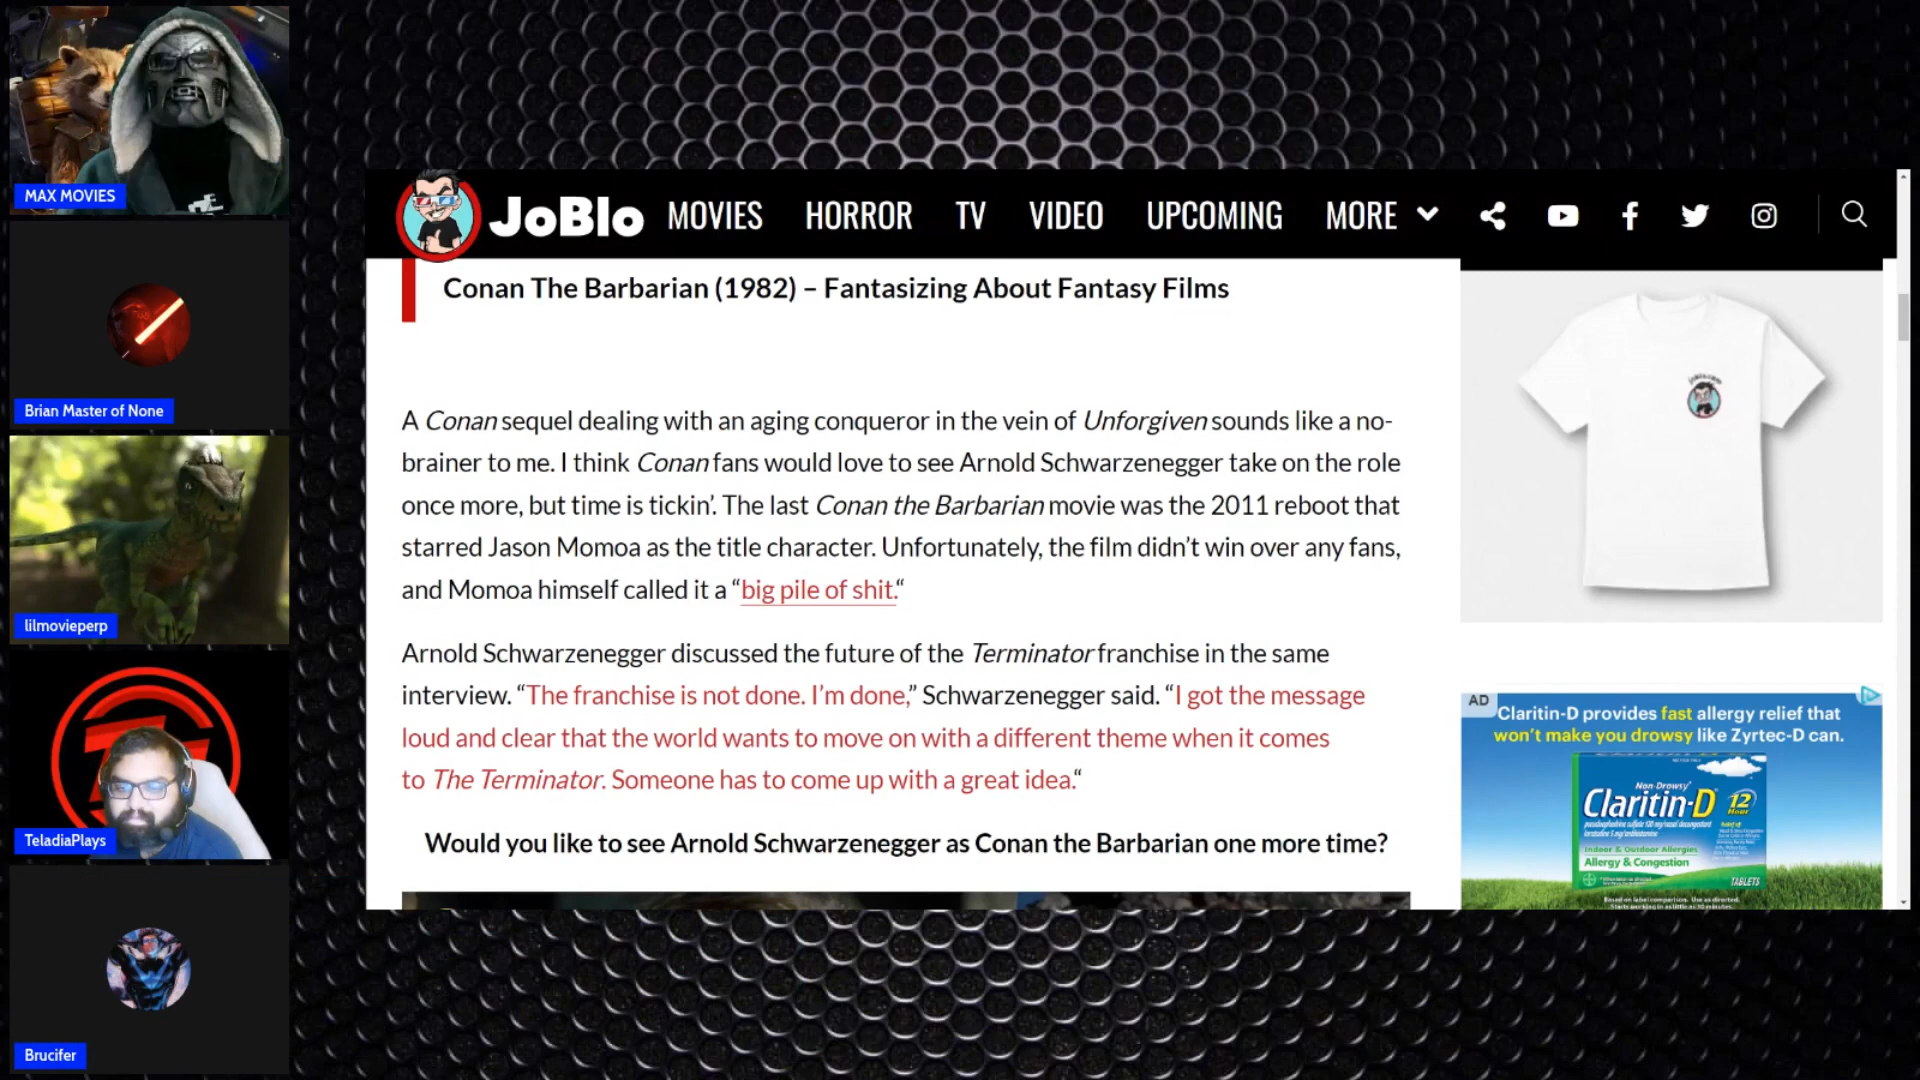 MAX MOVIES
Brian Master of None
lilmovieperp
TeladiaPlays
Brucifer
JoBlo MOVIES HORROR TV VIDEO UPCOMING MORE
Conan The Barbarian (1982) – Fantasizing About Fantasy Films
A Conan sequel dealing with an aging conqueror in the vein of Unforgiven sounds like a no-
brainer to me. I think Conan fans would love to see Arnold Schwarzenegger take on the role
once more, but time is tickin’. The last Conan the Barbarian movie was the 2011 reboot that
starred Jason Momoa as the title character. Unfortunately, the film didn’t win over any fans,
and Momoa himself called it a “big pile of shit.“
Arnold Schwarzenegger discussed the future of the Terminator franchise in the same
interview. “The franchise is not done. I’m done,” Schwarzenegger said. “I got the message
loud and clear that the world wants to move on with a different theme when it comes
to The Terminator. Someone has to come up with a great idea.“
Would you like to see Arnold Schwarzenegger as Conan the Barbarian one more time?
AD
Claritin-D provides fast allergy relief that
won’t make you drowsy like Zyrtec-D can.
Non-Drowsy
Claritin-D 12
Hour
Indoor & Outdoor Allergies
Allergy & Congestion
TABLETS
Based on label comparison. Use as directed.